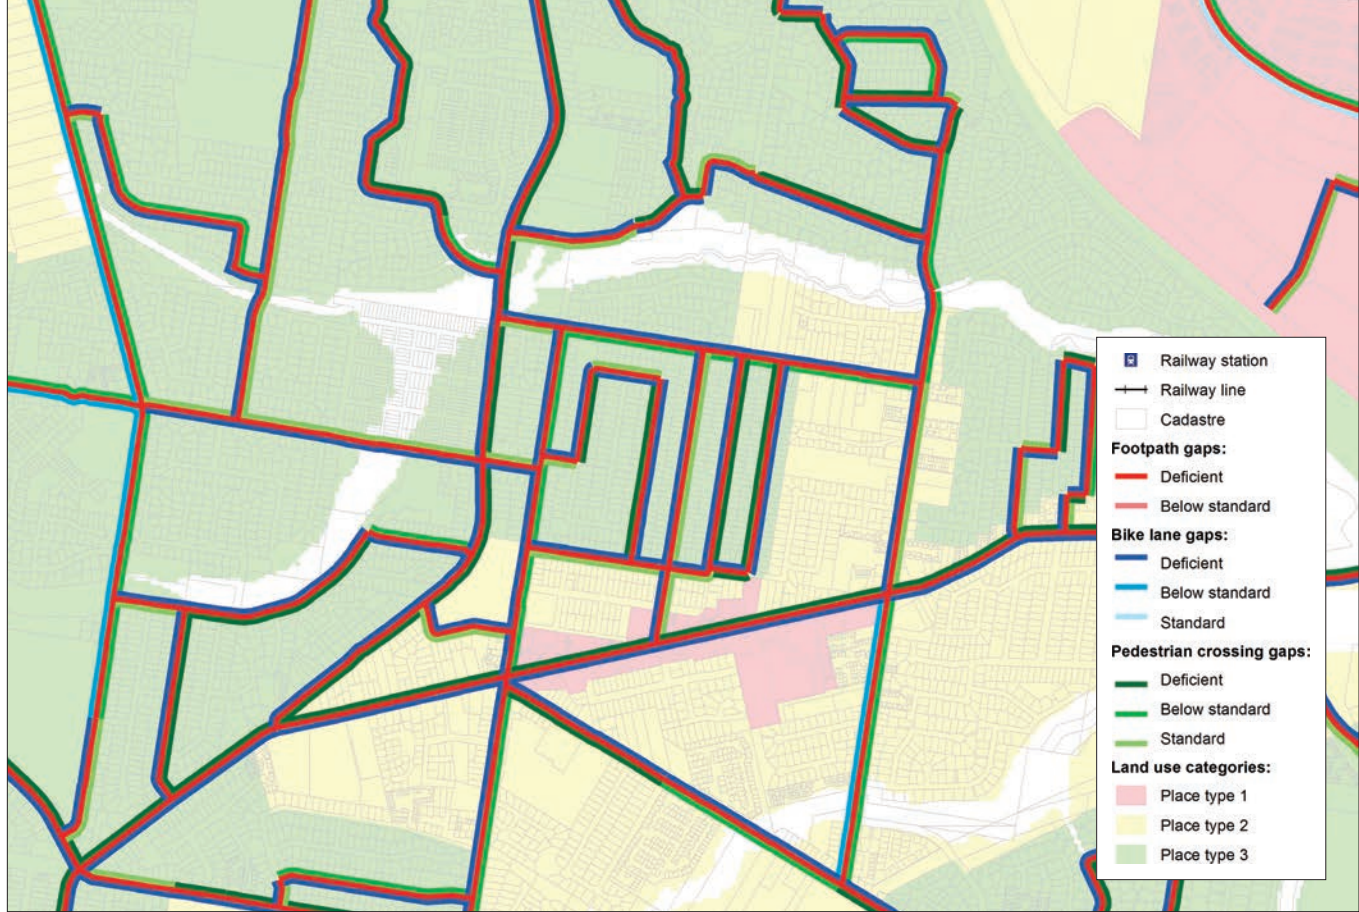 Railway station
Railway line
Cadastre
Footpath gaps:
Deficient
Below standard
Bike lane gaps:
Deficient
Below standard
Standard
Pedestrian crossing gaps:
Deficient
Below standard
Standard
Land use categories:
Place type 1
Place type 2
Place type 3